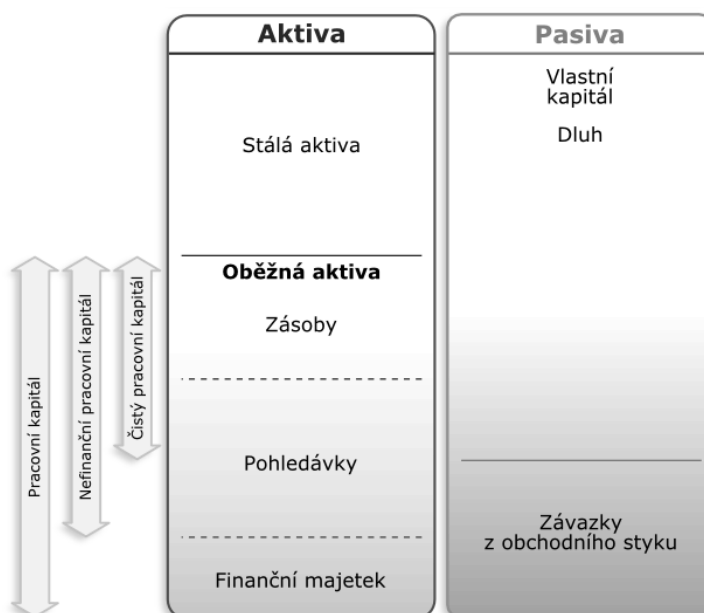 Aktiva
Pasiva
Stálá aktiva
Vlastní
kapitál
Dluh
Oběžná aktiva
Zásoby
Pohledávky
Finanční majetek
Závazky
z obchodního styku
Pracovní kapitál
Nefinanční pracovní kapitál
Čistý pracovní kapitál